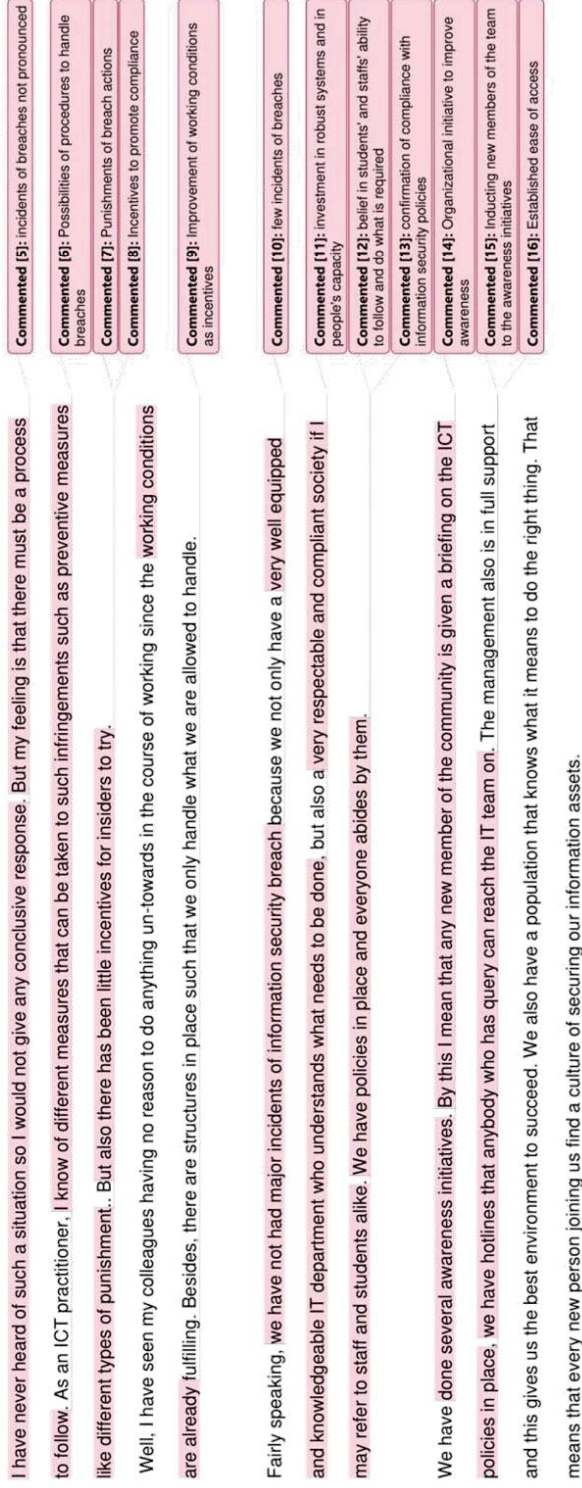 I have never heard of such a situation so I would not give any conclusive response. But my feeling is that there must be a process
to follow. As an ICT practitioner, I know of different measures that can be taken to such infringements such as preventive measures
like different types of punishment.. But also there has been little incentives for insiders to try.
Well, I have seen my colleagues having no reason to do anything un-towards in the course of working since the working conditions
are already fulfilling. Besides, there are structures in place such that we only handle what we are allowed to handle.
Fairly speaking, we have not had major incidents of information security breach because we not only have a very well equipped
and knowledgeable IT department who understands what needs to be done, but also a very respectable and compliant society if I
may refer to staff and students alike. We have policies in place and everyone abides by them.
We have done several awareness initiatives. By this I mean that any new member of the community is given a briefing on the ICT
policies in place, we have hotlines that anybody who has query can reach the IT team on. The management also is in full support
and this gives us the best environment to succeed. We also have a population that knows what it means to do the right thing. That
means that every new person joining us find a culture of securing our information assets.
Commented [5]: incidents of breaches not pronounced
Commented [6]: Possibilities of procedures to handle
breaches
Commented [7]: Punishments of breach actions
Commented [8]: Incentives to promote compliance
Commented [9]: Improvement of working conditions
as incentives
Commented [10]: few incidents of breaches
Commented [11]: investment in robust systems and in
people's capacity
Commented [12]: belief in students' and staffs' ability
to follow and do what is required
Commented [13]: confirmation of compliance with
information security policies
Commented [14]: Organizational initiative to improve
awareness
Commented [15]: Inducting new members of the team
to the awareness initiatives
Commented [16]: Established ease of access